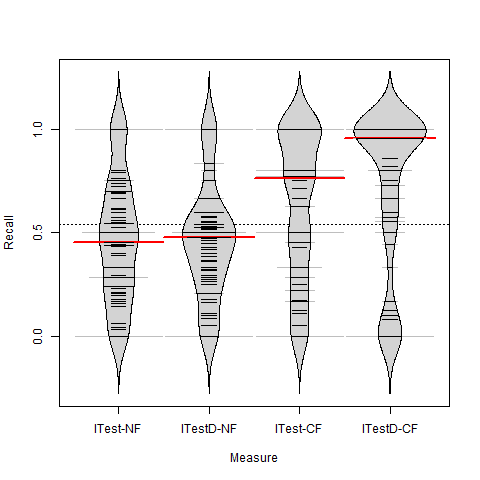 Recall
1.0
0.5
0.0
ITest-NF ITestD-NF ITest-CF ITestD-CF
Measure